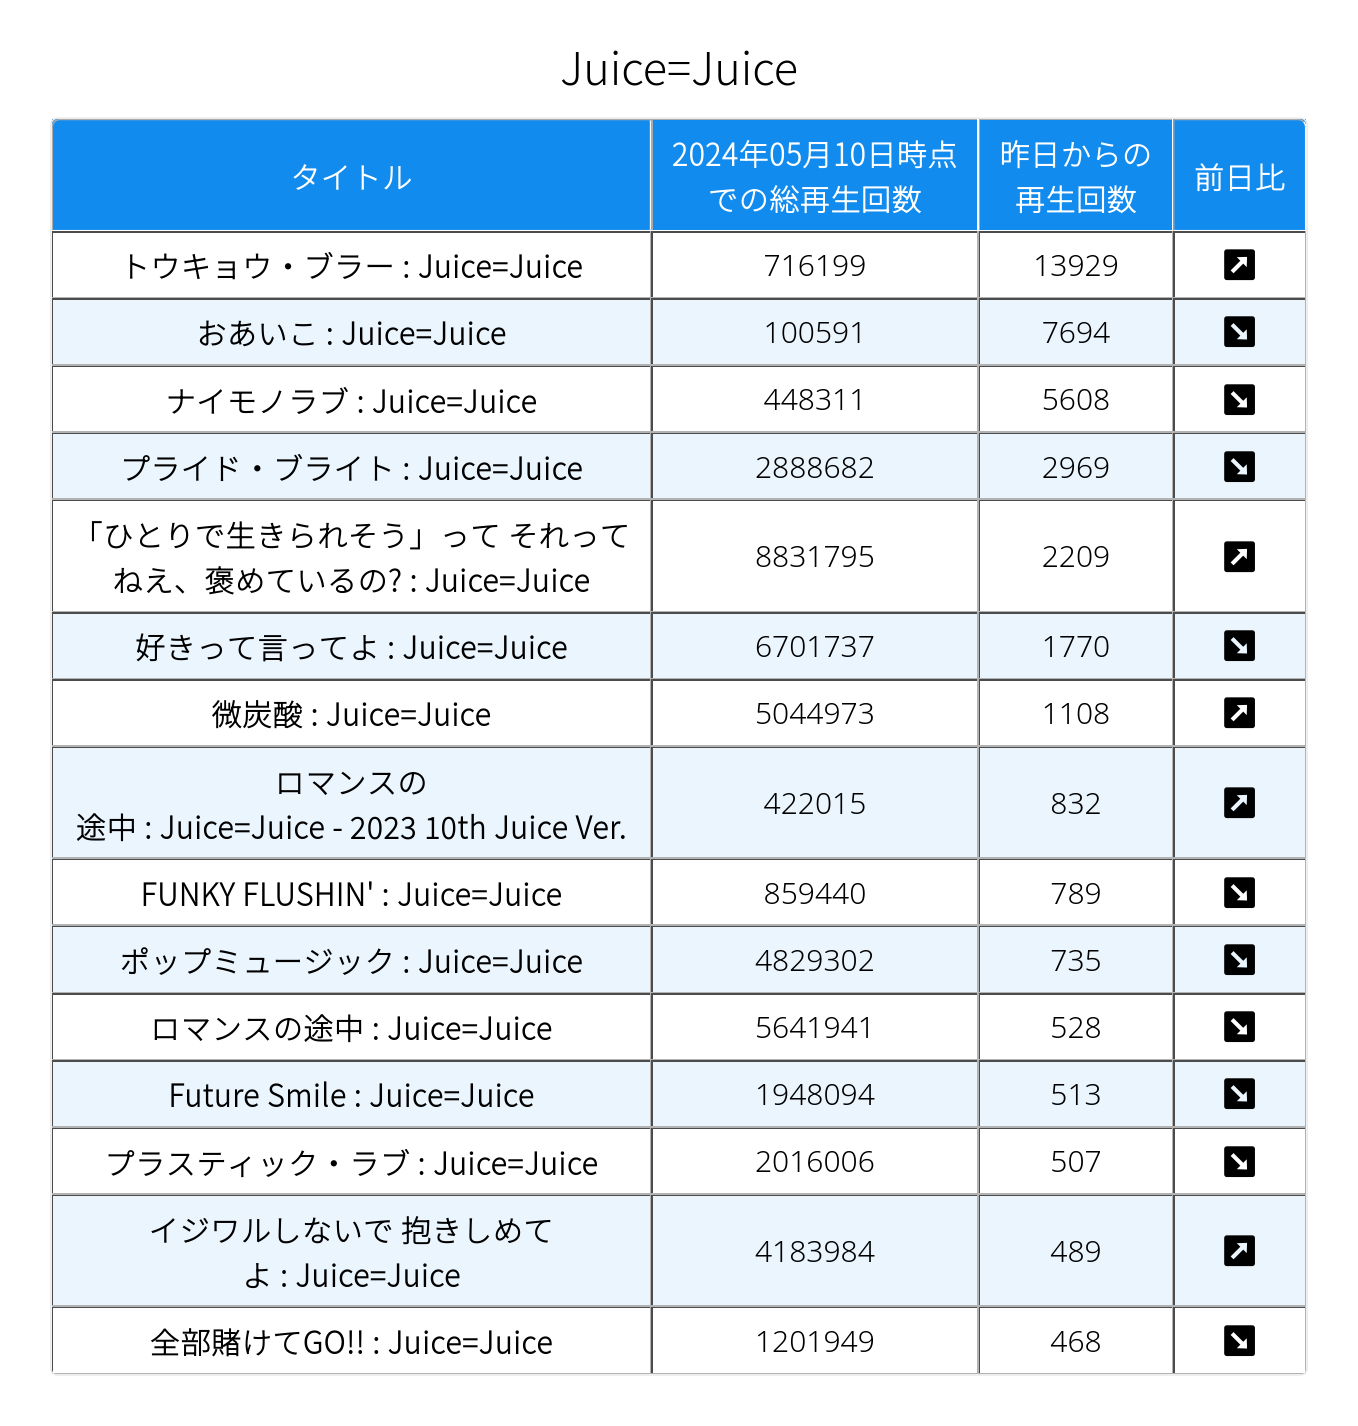 Juice=Juice
タイトル
2024年05月10日時点
での総再生回数
昨日からの
再生回数
前日比
トウキョウ・ブラー : Juice=Juice 716199 13929
おあいこ : Juice=Juice 100591 7694
ナイモノラブ : Juice=Juice 448311 5608
プライド・ブライト : Juice=Juice 2888682 2969
「ひとりで生きられそう」って それって
ねえ、褒めているの? : Juice=Juice
8831795 2209
好きって言ってよ : Juice=Juice 6701737 1770
微炭酸 : Juice=Juice 5044973 1108
ロマンスの
途中 : Juice=Juice - 2023 10th Juice Ver.
422015 832
FUNKY FLUSHIN' : Juice=Juice 859440 789
ポップミュージック : Juice=Juice 4829302 735
ロマンスの途中 : Juice=Juice 5641941 528
Future Smile : Juice=Juice 1948094 513
プラスティック・ラブ : Juice=Juice 2016006 507
イジワルしないで 抱きしめて
よ : Juice=Juice
4183984 489
全部賭けてGO!! : Juice=Juice 1201949 468